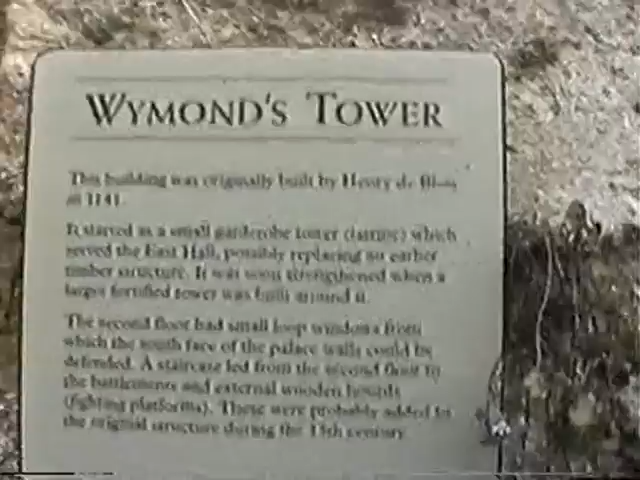 WYMOND'S TOWER
This building was originally built by Henry de Blois
in 1141.
It started as a small garderobe tower (latrine) which
served the East Hall, possibly replacing an earlier
timber structure. It was soon strengthened when a
larger fortified tower was built around it.
The second floor had small loop windows from
which the south face of the palace walls could be
defended. A staircase led from the second floor to
the battlements and external wooden hoards
(fighting platforms). These were probably added to
the original structure during the 13th century.